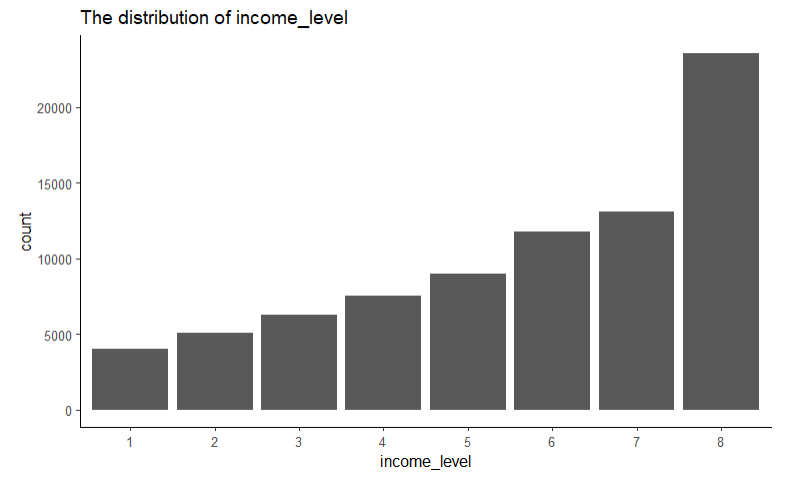 The distribution of income_level
20000
15000
10000
5000
0
count
1 2 3 4 5 6 7 8
income_level